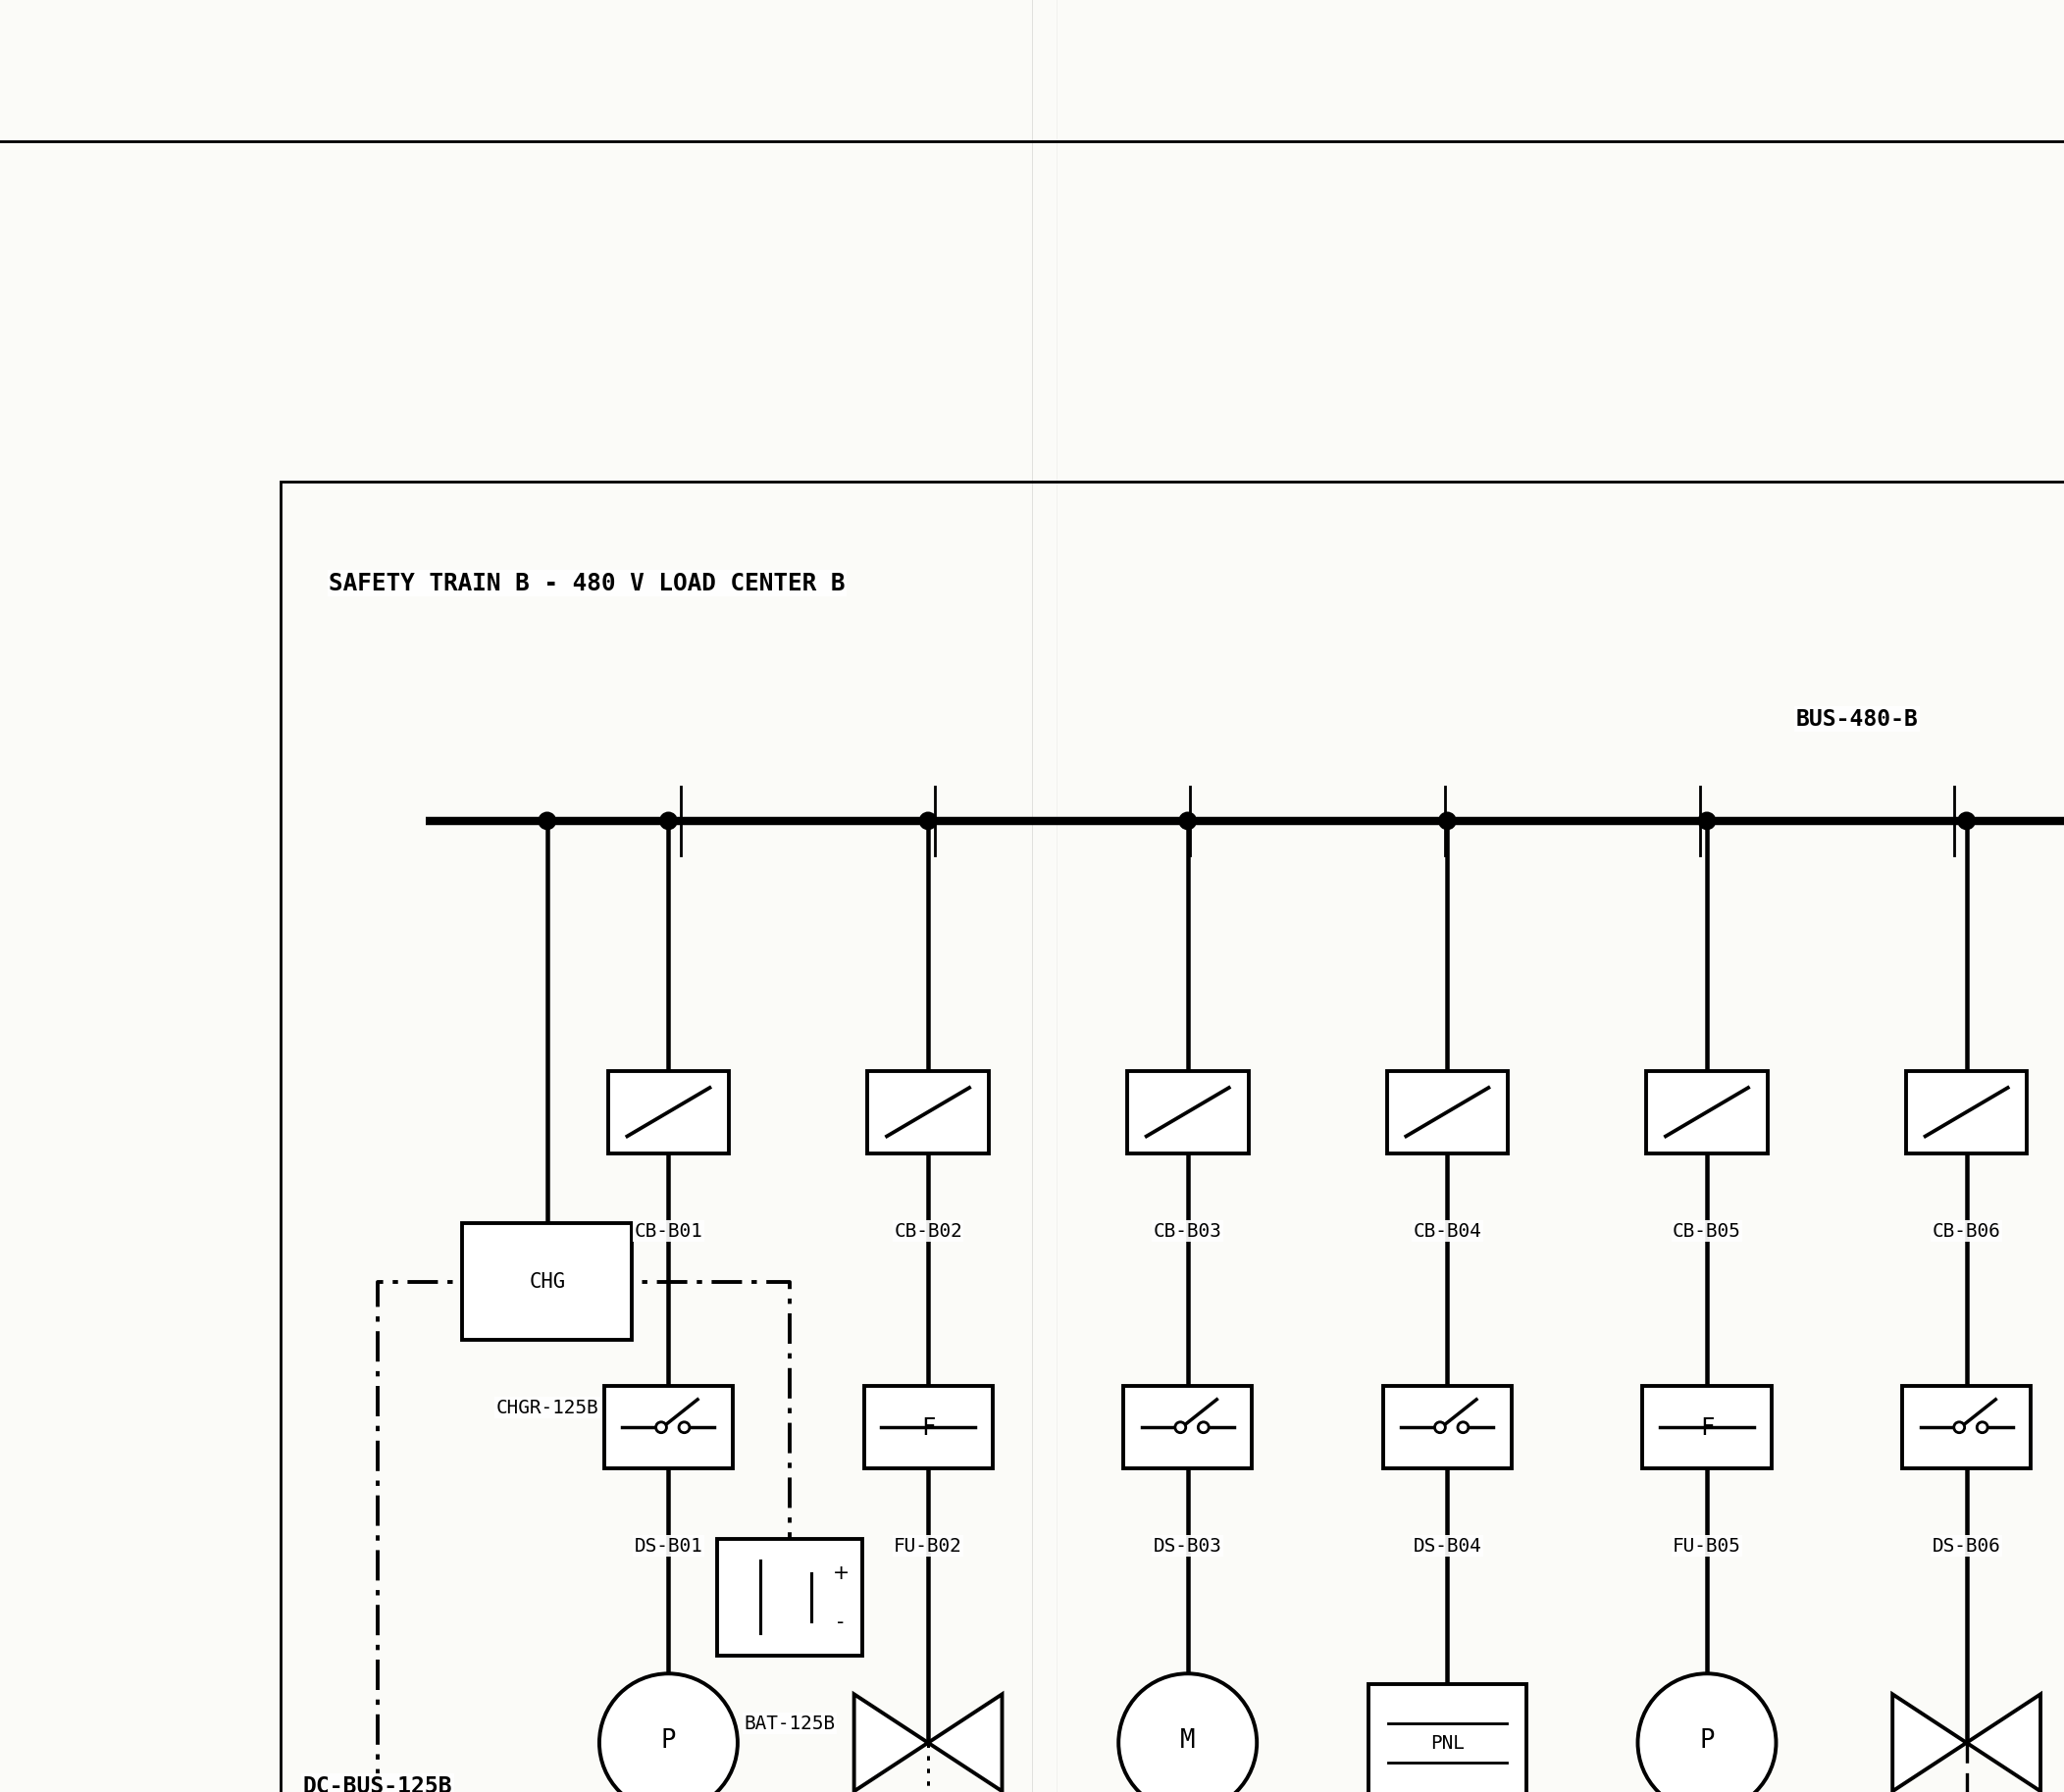 SAFETY TRAIN B - 480 V LOAD CENTER B
BUS-480-B
CB-B01 CB-B02 CB-B03 CB-B04 CB-B05 CB-B06
CHG
CHGR-125B
F F
DS-B01 FU-B02 DS-B03 DS-B04 FU-B05 DS-B06
+
-
BAT-125B
P M PNL P
DC-BUS-125B